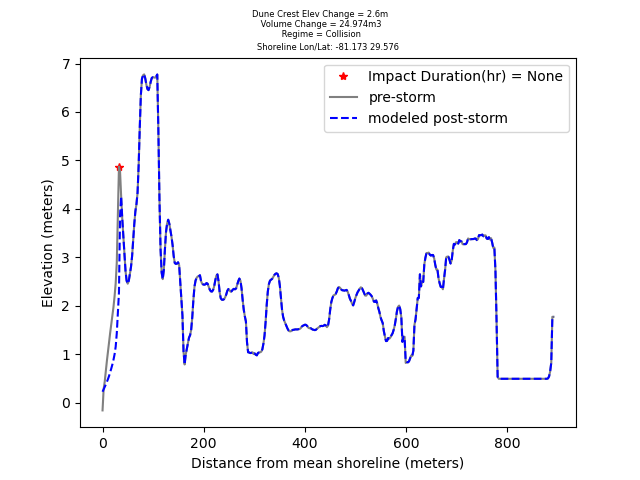 Dune Crest Elev Change = 2.6m
Volume Change = 24.974m3
Regime = Collision
Shoreline Lon/Lat: -81.173 29.576
Impact Duration(hr) = None
pre-storm
modeled post-storm
7
6
5
4
3
2
1
0
Elevation (meters)
0 200 400 600 800
Distance from mean shoreline (meters)